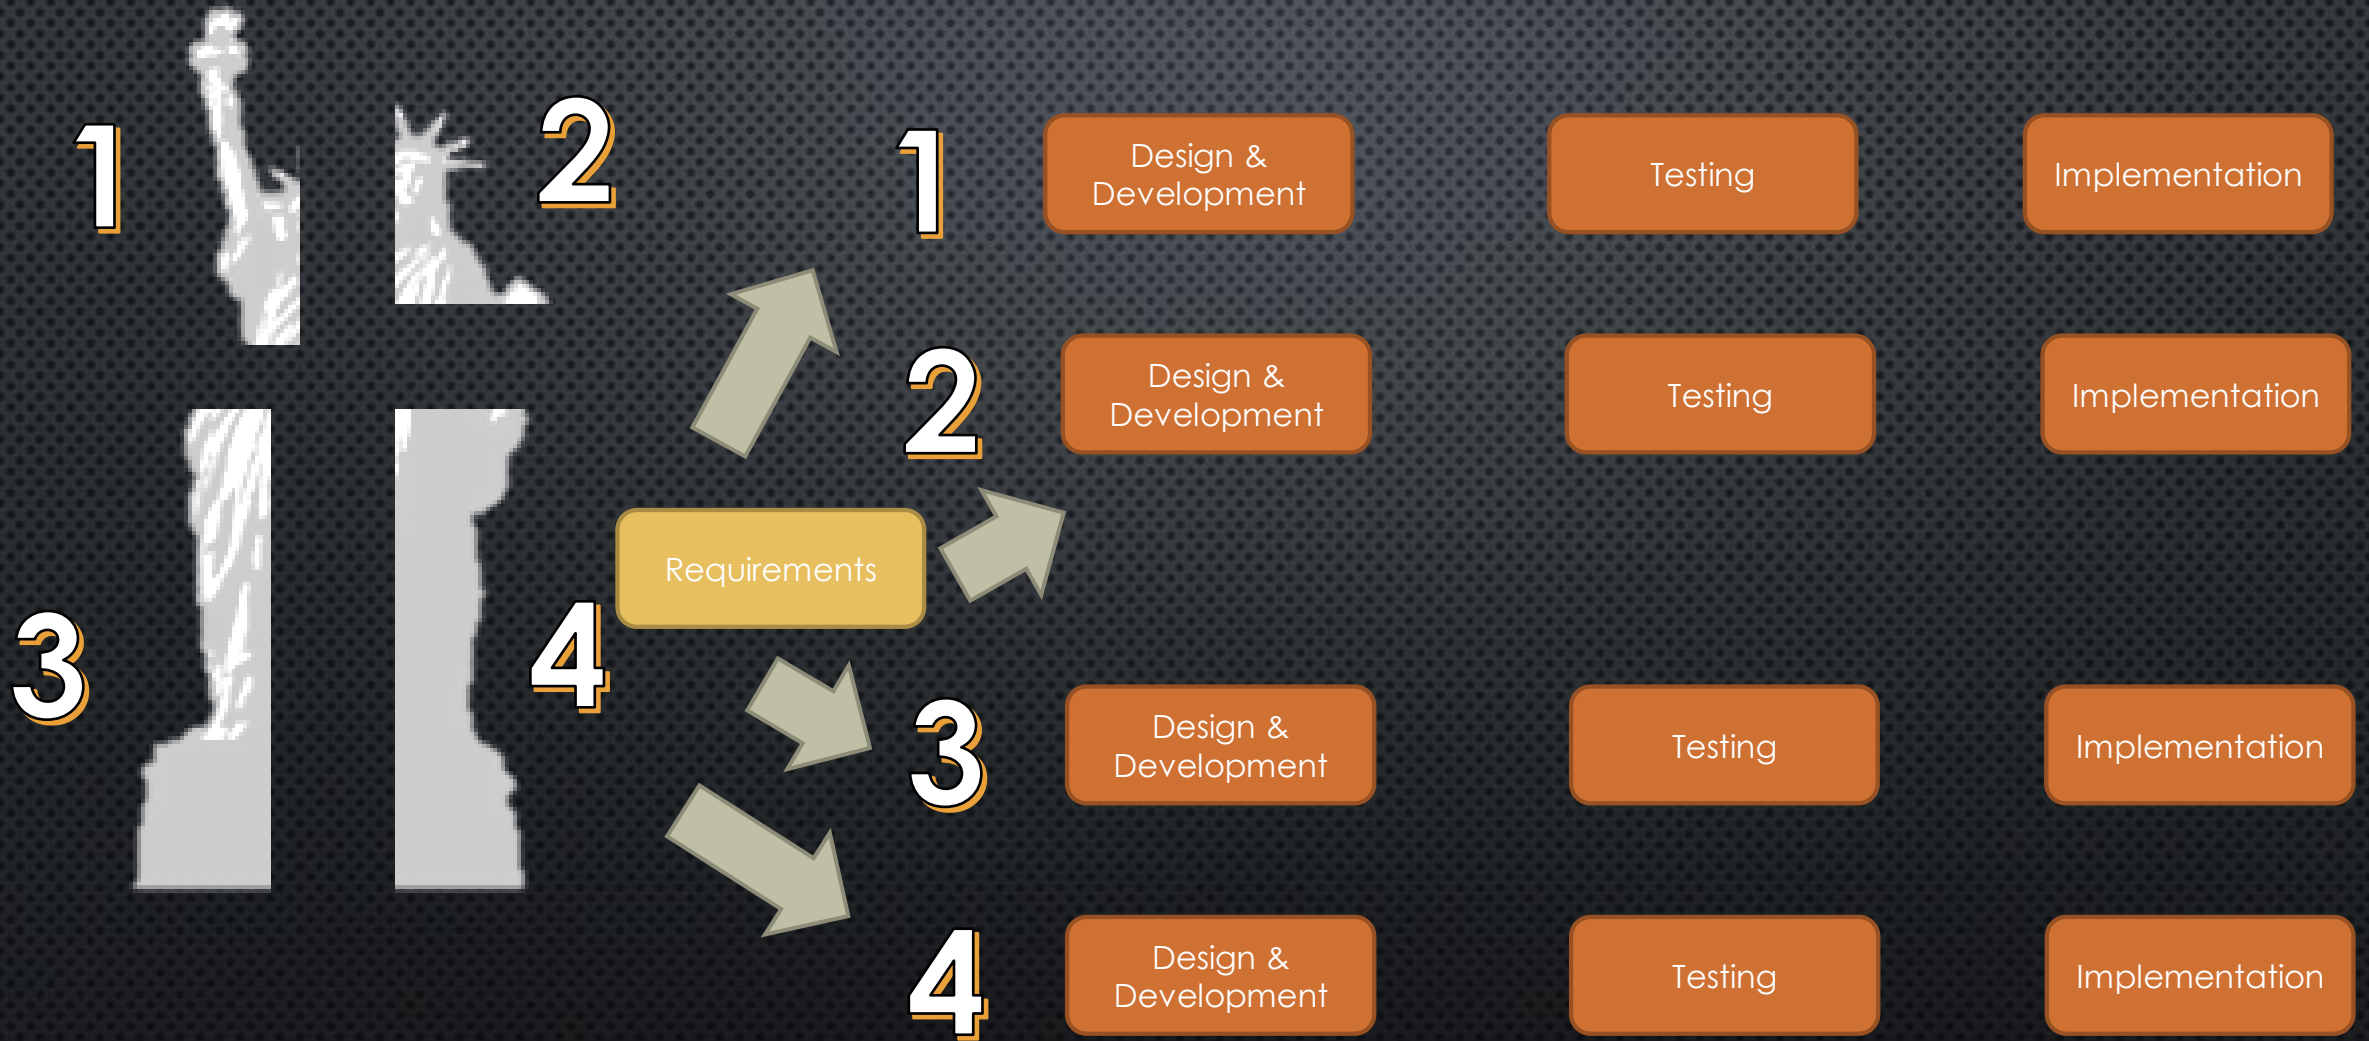 1
2
3
4
Requirements
1
Design &
Development
Testing
Implementation
2
Design &
Development
Testing
Implementation
3
Design &
Development
Testing
Implementation
4
Design &
Development
Testing
Implementation